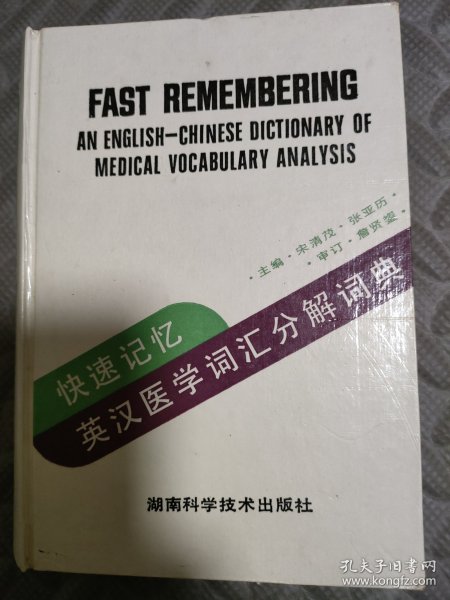 FAST REMEMBERING
AN ENGLISH—CHINESE DICTIONARY OF
MEDICAL VOCABULARY ANALYSIS
·主编·宋清茂·张亚历·
·审订·詹贤鋆·
快速记忆
英汉医学词汇分解词典
湖南科学技术出版社
孔夫子旧书网
www.kongfz.com